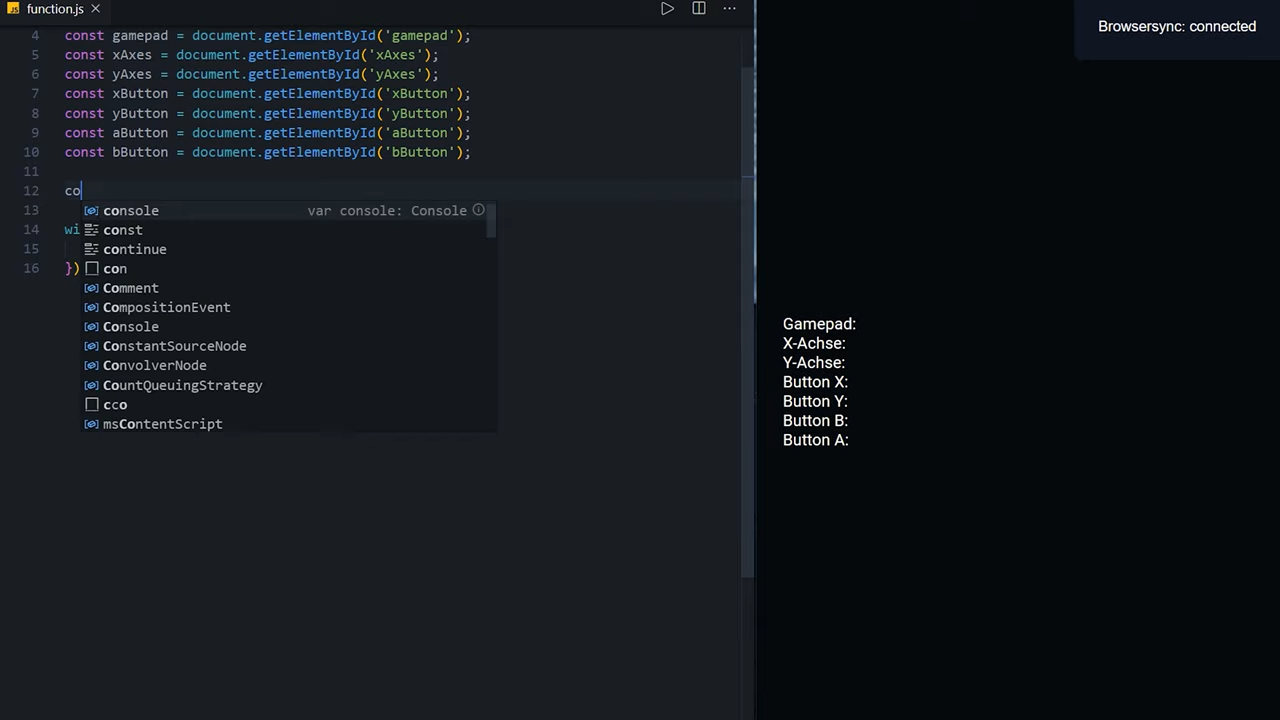 function.js
4 const gamepad = document.getElementById('gamepad');
5 const xAxes = document.getElementById('xAxes');
6 const yAxes = document.getElementById('yAxes');
7 const xButton = document.getElementById('xButton');
8 const yButton = document.getElementById('yButton');
9 const aButton = document.getElementById('aButton');
10 const bButton = document.getElementById('bButton');
11
12 co
13
14 wi
15
16 })
console var console: Console
const
continue
con
Comment
CompositionEvent
Console
ConstantSourceNode
ConvolverNode
CountQueuingStrategy
cco
msContentScript
Browsersync: connected
Gamepad:
X-Achse:
Y-Achse:
Button X:
Button Y:
Button B:
Button A: